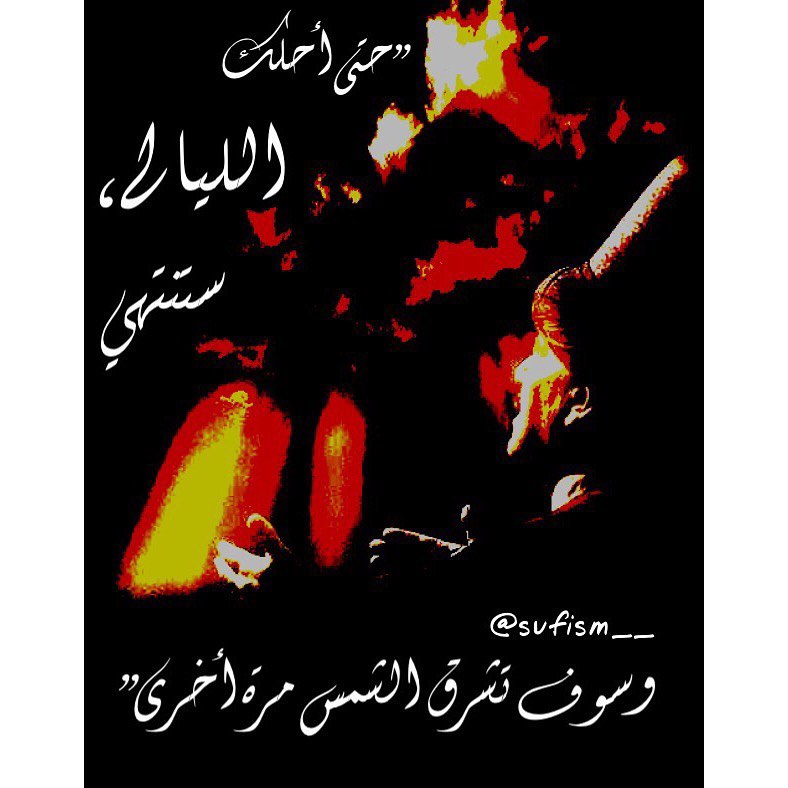 ”حتى أحلك
الليالي،
ستنتهي
@sufism__
وسوف تشرق الشمس مرة أخرى”